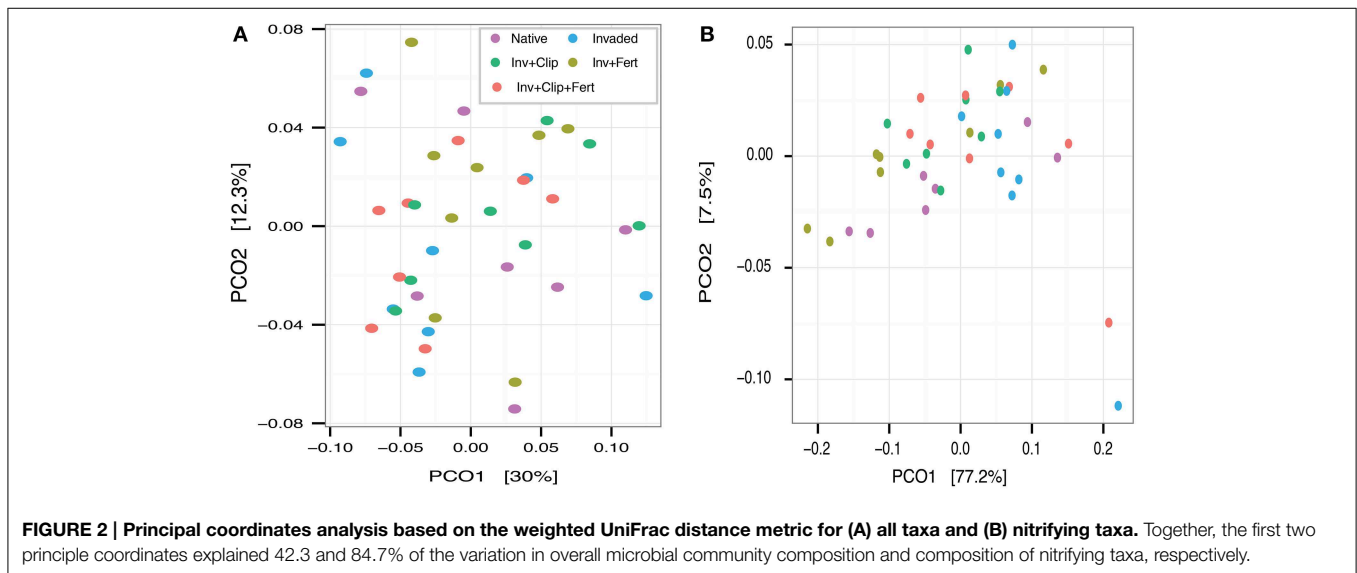 A
0.08
0.04
0.00
−0.04
−0.08
PCO2 [12.3%]
−0.10 −0.05 0.00 0.05 0.10
PCO1 [30%]
Native Invaded
Inv+Clip Inv+Fert
Inv+Clip+Fert
B
0.05
0.00
−0.05
−0.10
PCO2 [7.5%]
−0.2 −0.1 0.0 0.1 0.2
PCO1 [77.2%]
FIGURE 2 | Principal coordinates analysis based on the weighted UniFrac distance metric for (A) all taxa and (B) nitrifying taxa. Together, the first two
principle coordinates explained 42.3 and 84.7% of the variation in overall microbial community composition and composition of nitrifying taxa, respectively.